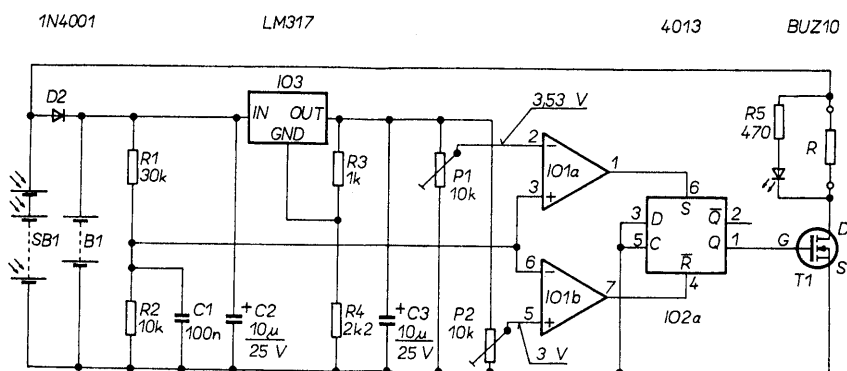 1N4001 LM317 4013 BUZ10
D2
IO3
IN OUT
GND
3,53 V
R5
470
R
R1
30k
R3
1k
P1
10k
2 − IO1a 1
3 +
6
3 D S Q̅ 2
5 C Q 1
R̅
4
IO2a
G
D
S
T1
SB1
B1
6 − IO1b 7
5 +
R2
10k
C1
100n
+ C2
10µ
25 V
R4
2k2
+ C3
10µ
25 V
P2
10k
3 V